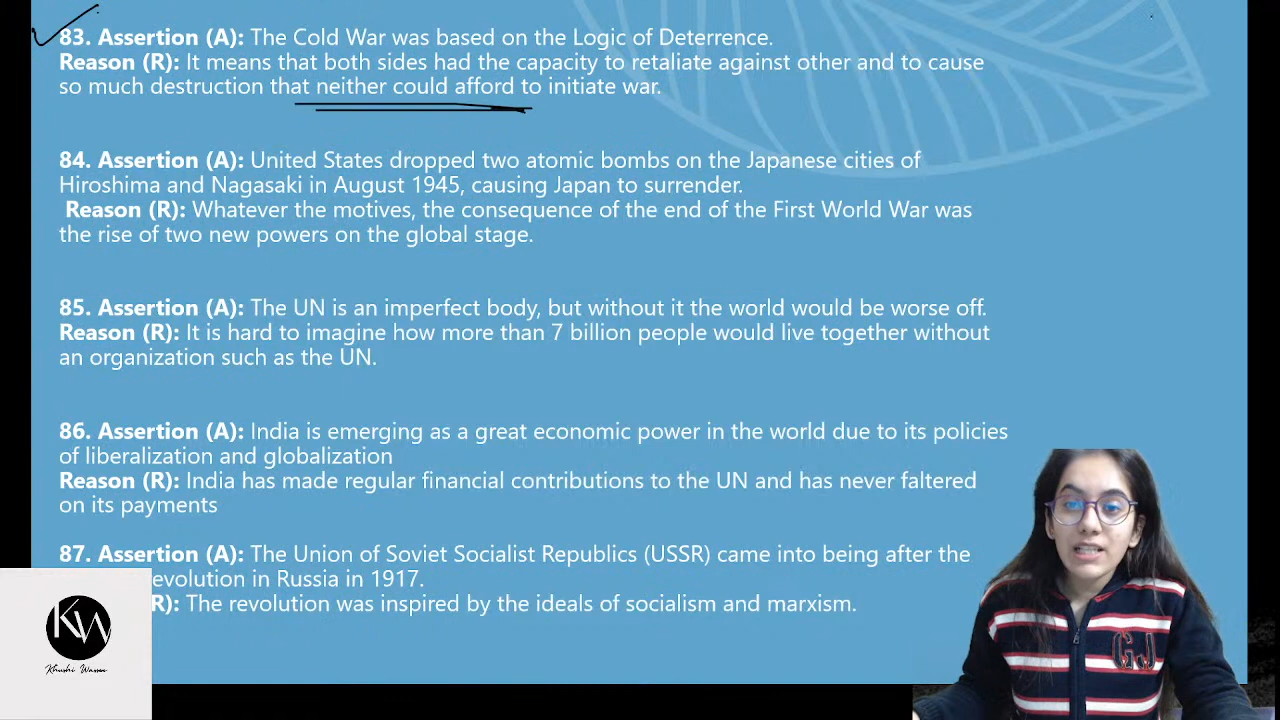 83. Assertion (A): The Cold War was based on the Logic of Deterrence.
Reason (R): It means that both sides had the capacity to retaliate against other and to cause
so much destruction that neither could afford to initiate war.
84. Assertion (A): United States dropped two atomic bombs on the Japanese cities of
Hiroshima and Nagasaki in August 1945, causing Japan to surrender.
Reason (R): Whatever the motives, the consequence of the end of the First World War was
the rise of two new powers on the global stage.
85. Assertion (A): The UN is an imperfect body, but without it the world would be worse off.
Reason (R): It is hard to imagine how more than 7 billion people would live together without
an organization such as the UN.
86. Assertion (A): India is emerging as a great economic power in the world due to its policies
of liberalization and globalization
Reason (R): India has made regular financial contributions to the UN and has never faltered
on its payments
87. Assertion (A): The Union of Soviet Socialist Republics (USSR) came into being after the
evolution in Russia in 1917.
R): The revolution was inspired by the ideals of socialism and marxism.
KW
Khushi
GJ